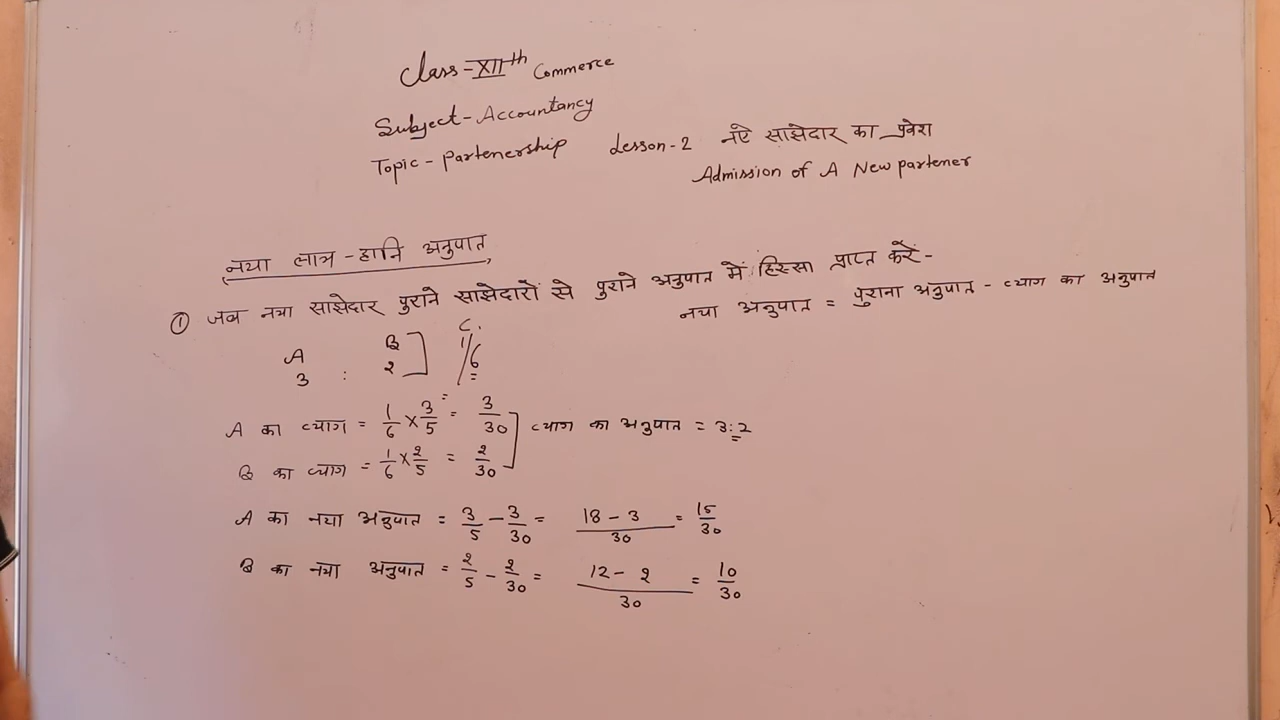 Class-XIIth Commerce
Subject-Accountancy
Topic-Partenership Lesson-2 नऐ साझेदार का प्रवेश
Admission of A New partener
नया लाभ-हानि अनुपात
① जब नया साझेदार पुराने साझेदारों से पुराने अनुपात में हिस्सा प्राप्त करें-
नया अनुपात = पुराना अनुपात - त्याग का अनुपात
A B C.
3 : 2 1/6
A का त्याग = 1/6 × 3/5 = 3/30
त्याग का अनुपात = 3:2
B का त्याग = 1/6 × 2/5 = 2/30
A का नया अनुपात = 3/5 - 3/30 = 18-3/30 = 15/30
B का नया अनुपात = 2/5 - 2/30 = 12-2/30 = 10/30